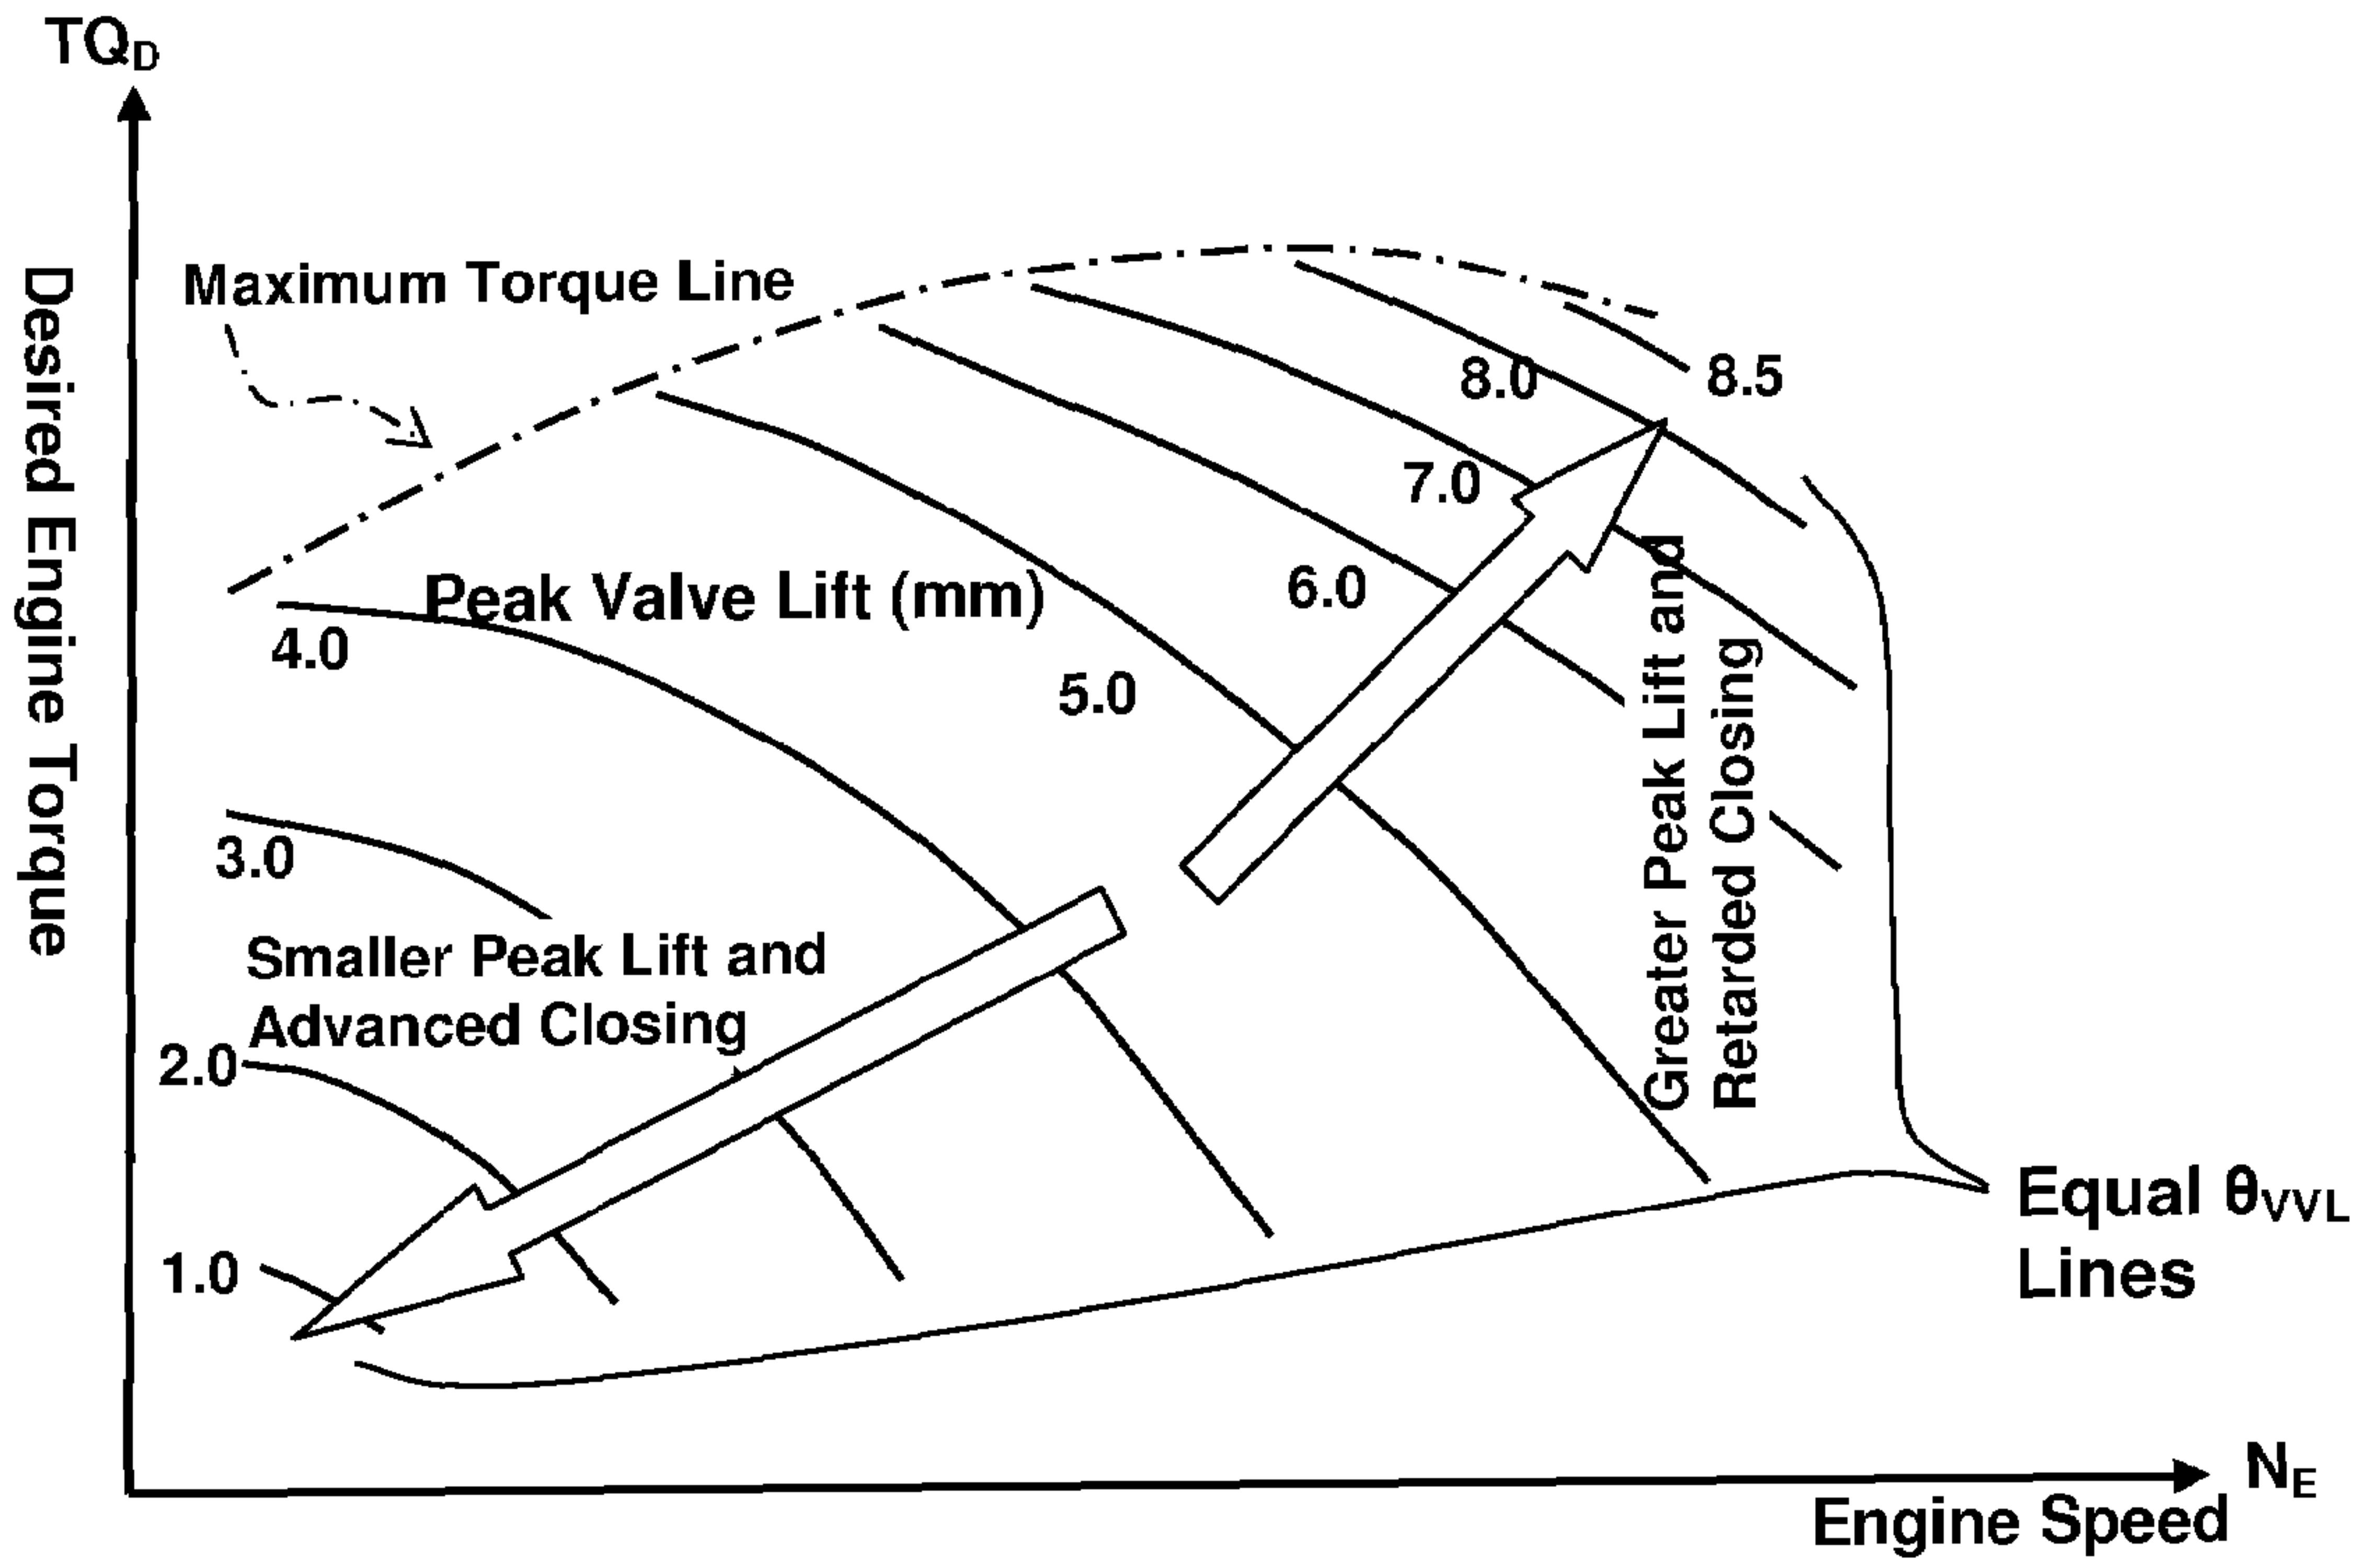 TQD
Desired Engine Torque
Maximum Torque Line
8.0
8.5
7.0
Peak Valve Lift (mm)
6.0
4.0
5.0
Greater Peak Lift and
Retarded Closing
3.0
Smaller Peak Lift and
Advanced Closing
2.0
1.0
Equal θVVL
Lines
NE
Engine Speed